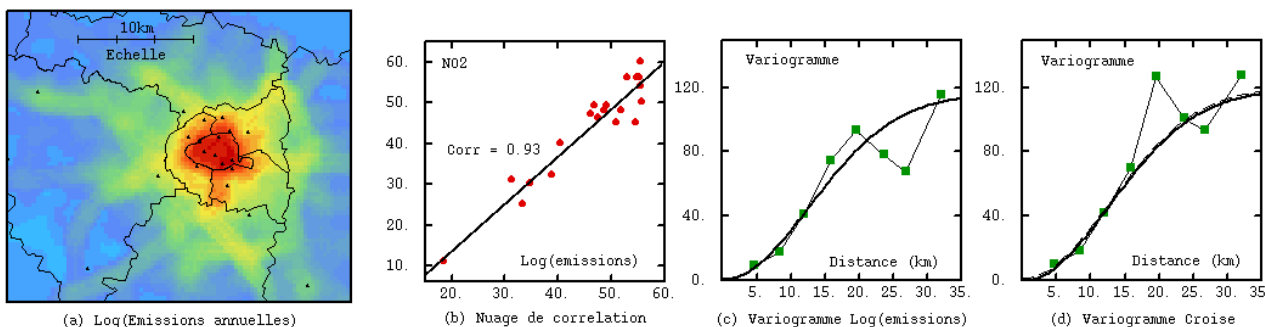 10km
Echelle
(a) Log(Emissions annuelles)
NO2
Corr = 0.93
Log(emissions)
60.
50.
40.
30.
20.
10.
20. 30. 40. 50. 60.
(b) Nuage de correlation
Variogramme
120.
80.
40.
0.
Distance (km)
5. 10. 15. 20. 25. 30. 35.
(c) Variogramme Log(emissions)
Variogramme
120.
80.
40.
0.
Distance (km)
5. 10. 15. 20. 25. 30. 35.
(d) Variogramme Croise